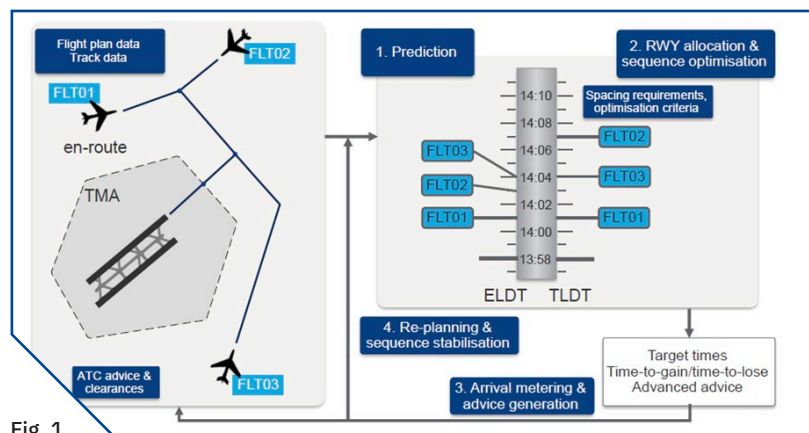 Flight plan data
Track data
FLT02
FLT01
en-route
TMA
ATC advice &
clearances
FLT03
1. Prediction
2. RWY allocation &
sequence optimisation
Spacing requirements,
optimisation criteria
14:10
14:08
14:06
14:04
14:02
14:00
13:58
FLT03
FLT02
FLT01
FLT02
FLT03
FLT01
ELDT TLDT
4. Re-planning &
sequence stabilisation
3. Arrival metering &
advice generation
Target times
Time-to-gain/time-to-lose
Advanced advice
Fig. 1